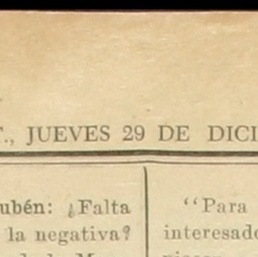 T., JUEVES 29 DE DICI
ubén: ¿Falta
la negativa?
"Para
interesado